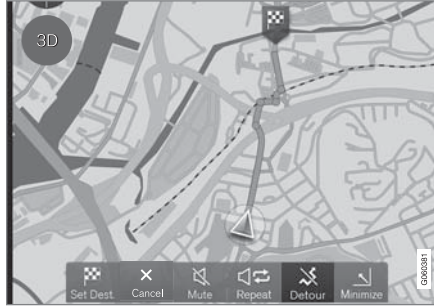 3D
Set Dest.
Cancel
Mute
Repeat
Detour
Minimize
G060381